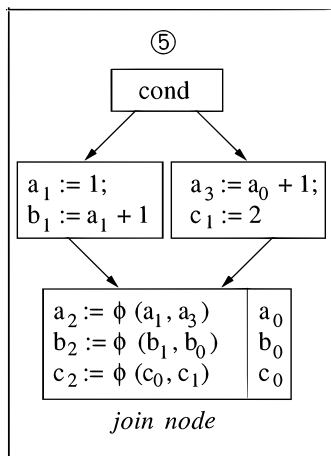 ⑤
cond
a₁ := 1;
b₁ := a₁ + 1
a₃ := a₀ + 1;
c₁ := 2
a₂ := ϕ (a₁, a₃) a₀
b₂ := ϕ (b₁, b₀) b₀
c₂ := ϕ (c₀, c₁) c₀
join node